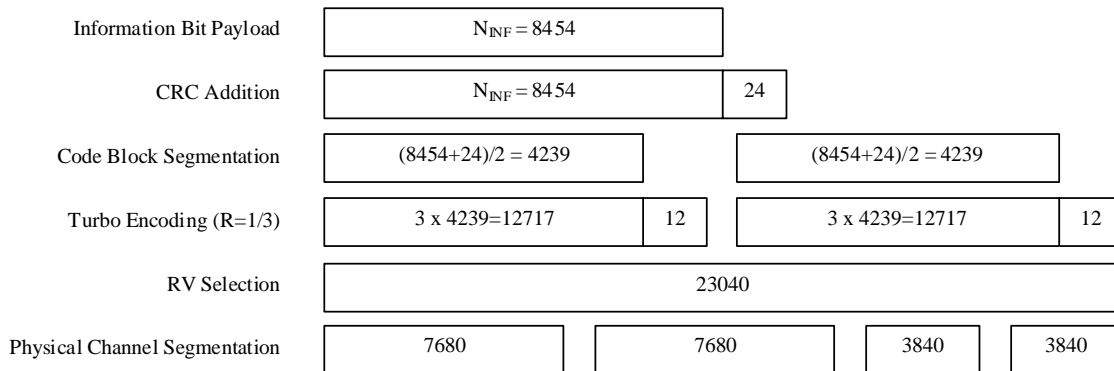 Information Bit Payload
N_INF = 8454
CRC Addition
N_INF = 8454
24
Code Block Segmentation
(8454+24)/2 = 4239
(8454+24)/2 = 4239
Turbo Encoding (R=1/3)
3 x 4239=12717
12
3 x 4239=12717
12
RV Selection
23040
Physical Channel Segmentation
7680
7680
3840
3840